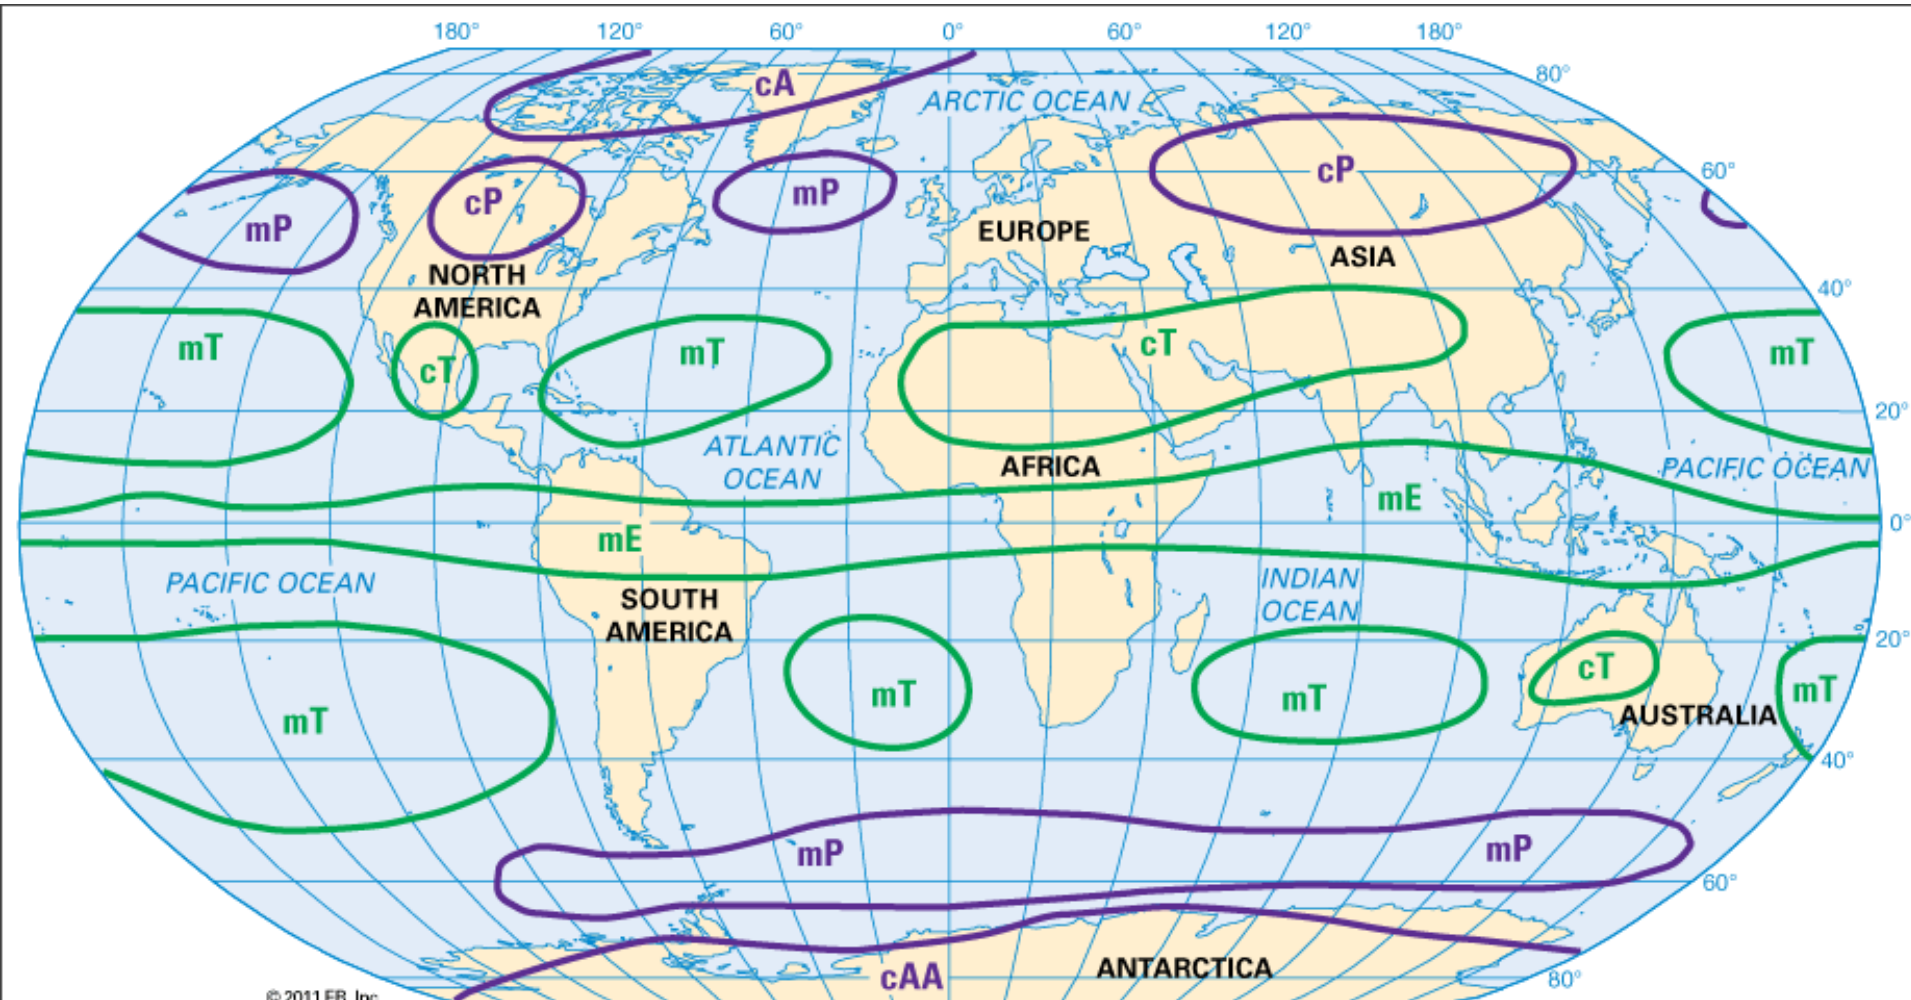 180° 120° 60° 0° 60° 120° 180°
80°
cA
ARCTIC OCEAN
60°
cP
mP
cP
mP
EUROPE
ASIA
NORTH
AMERICA
40°
mT
cT
mT
cT
mT
20°
ATLANTIC
OCEAN
AFRICA
PACIFIC OCEAN
mE
0°
mE
PACIFIC OCEAN
INDIAN
OCEAN
SOUTH
AMERICA
20°
cT
mT
mT
mT
mT
AUSTRALIA
40°
mP
mP
60°
cAA
ANTARCTICA
80°
© 2011 EB, Inc.